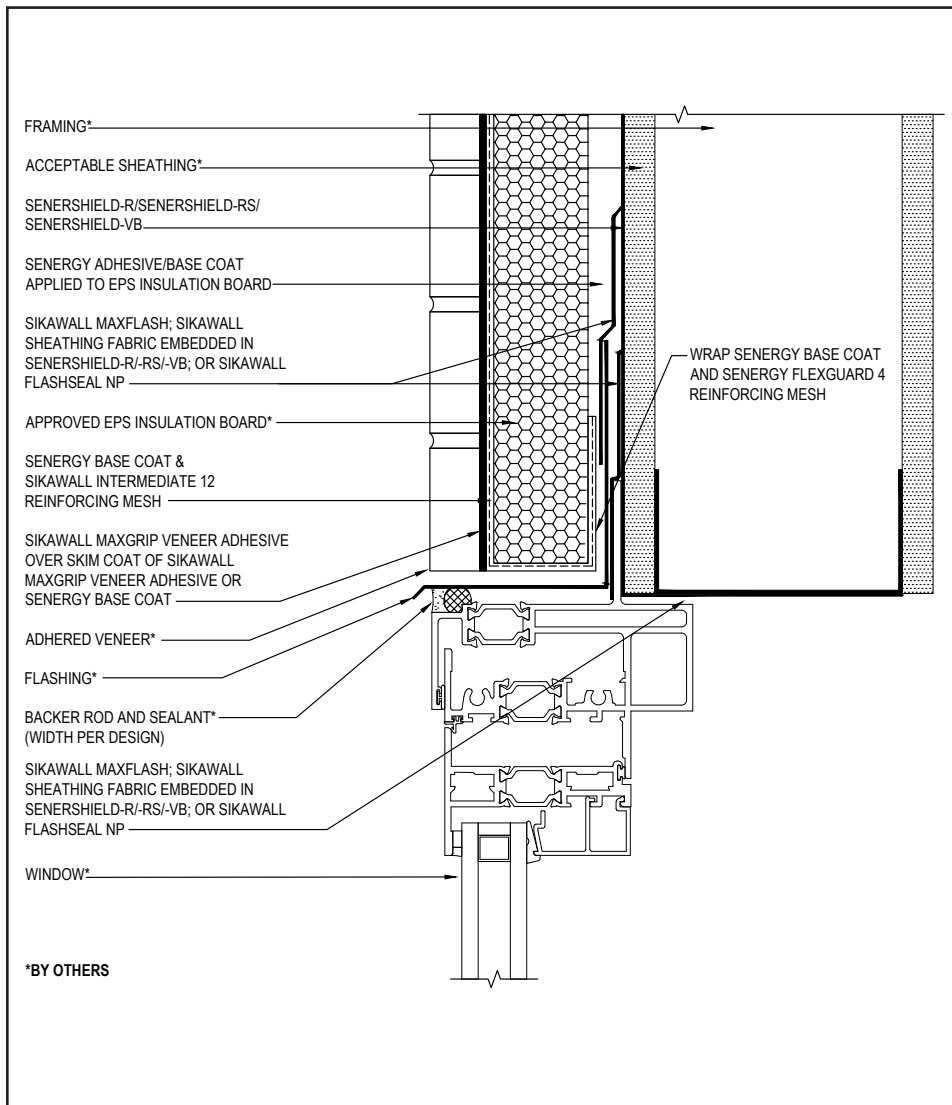 FRAMING*
ACCEPTABLE SHEATHING*
SENERSHIELD-R/SENERSHIELD-RS/
SENERSHIELD-VB
SENERGY ADHESIVE/BASE COAT
APPLIED TO EPS INSULATION BOARD
SIKAWALL MAXFLASH; SIKAWALL
SHEATHING FABRIC EMBEDDED IN
SENERSHIELD-R/-RS/-VB; OR SIKAWALL
FLASHSEAL NP
WRAP SENERGY BASE COAT
AND SENERGY FLEXGUARD 4
REINFORCING MESH
APPROVED EPS INSULATION BOARD*
SENERGY BASE COAT &
SIKAWALL INTERMEDIATE 12
REINFORCING MESH
SIKAWALL MAXGRIP VENEER ADHESIVE
OVER SKIM COAT OF SIKAWALL
MAXGRIP VENEER ADHESIVE OR
SENERGY BASE COAT
ADHERED VENEER*
FLASHING*
BACKER ROD AND SEALANT*
(WIDTH PER DESIGN)
SIKAWALL MAXFLASH; SIKAWALL
SHEATHING FABRIC EMBEDDED IN
SENERSHIELD-R/-RS/-VB; OR SIKAWALL
FLASHSEAL NP
WINDOW*
*BY OTHERS